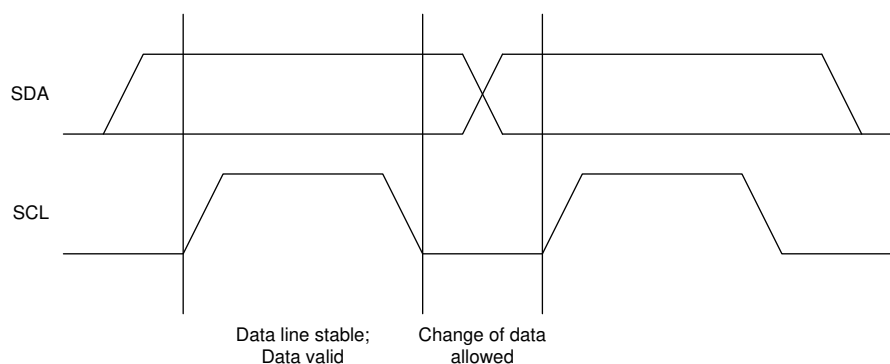 SDA
SCL
Data line stable;
Data valid
Change of data
allowed